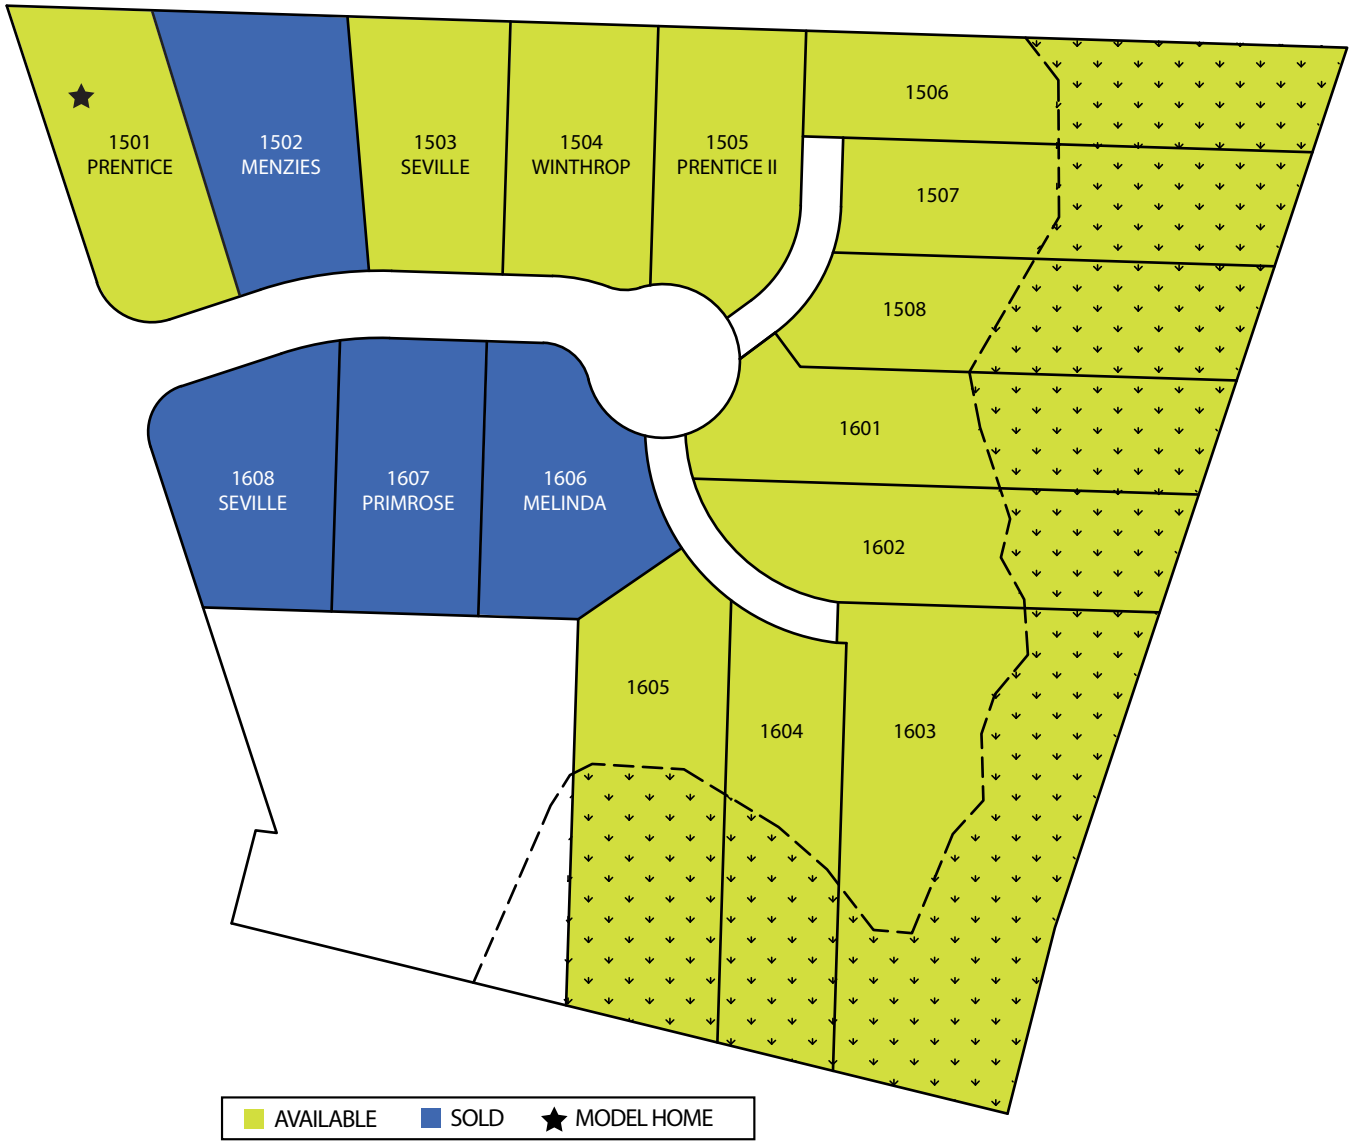 1501
PRENTICE
1502
MENZIES
1503
SEVILLE
1504
WINTHROP
1505
PRENTICE II
1506
1507
1508
1601
1602
1603
1604
1605
1606
MELINDA
1607
PRIMROSE
1608
SEVILLE
AVAILABLE
SOLD
MODEL HOME